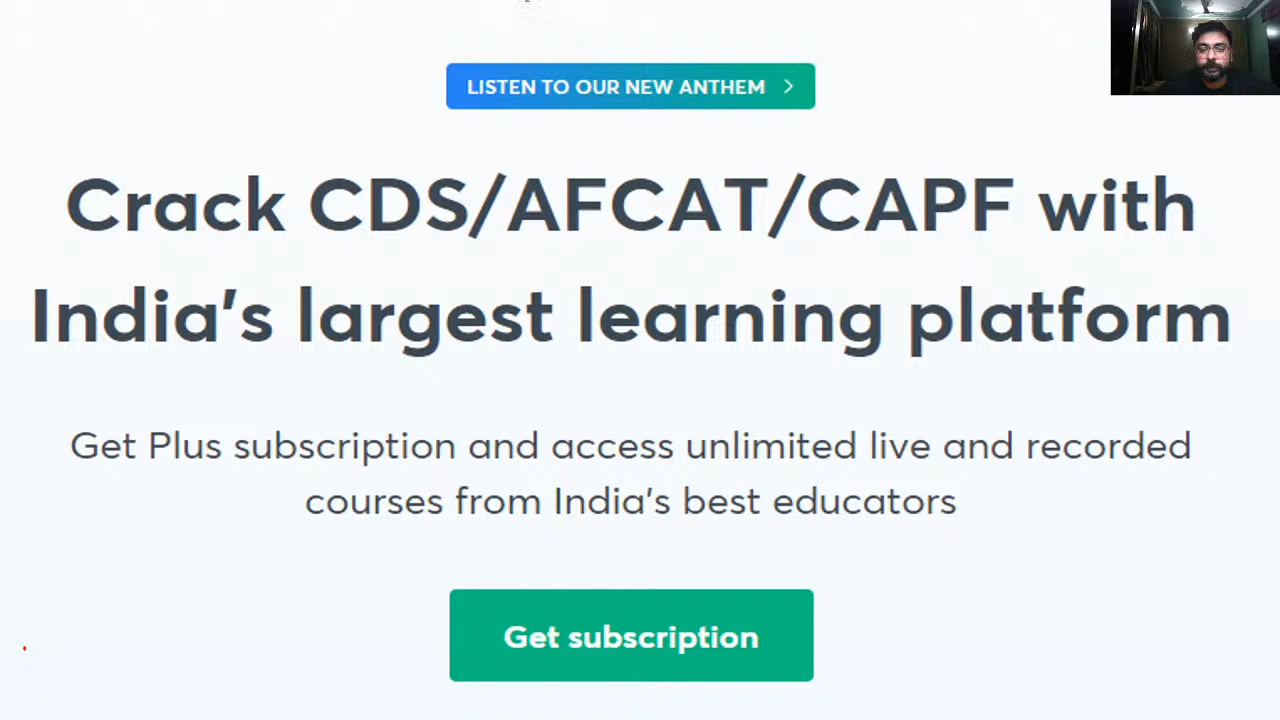 LISTEN TO OUR NEW ANTHEM
Crack CDS/AFCAT/CAPF with
India's largest learning platform
Get Plus subscription and access unlimited live and recorded
courses from India's best educators
Get subscription